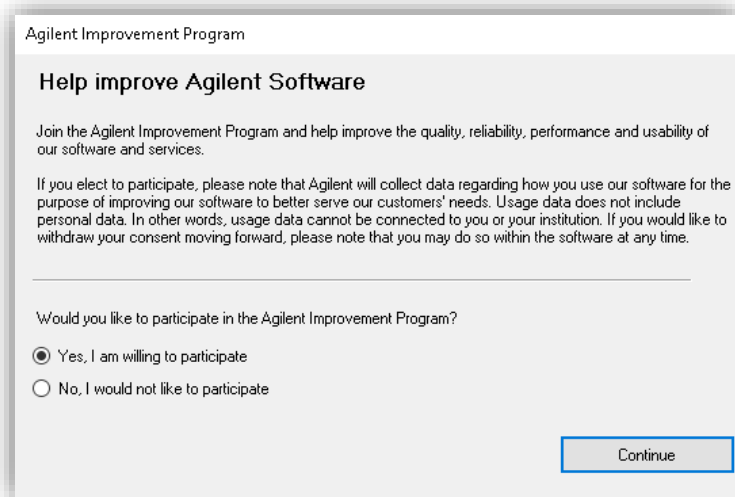 Agilent Improvement Program
Help improve Agilent Software
Join the Agilent Improvement Program and help improve the quality, reliability, performance and usability of
our software and services.
If you elect to participate, please note that Agilent will collect data regarding how you use our software for the
purpose of improving our software to better serve our customers' needs. Usage data does not include
personal data. In other words, usage data cannot be connected to you or your institution. If you would like to
withdraw your consent moving forward, please note that you may do so within the software at any time.
Would you like to participate in the Agilent Improvement Program?
Yes, I am willing to participate
No, I would not like to participate
Continue